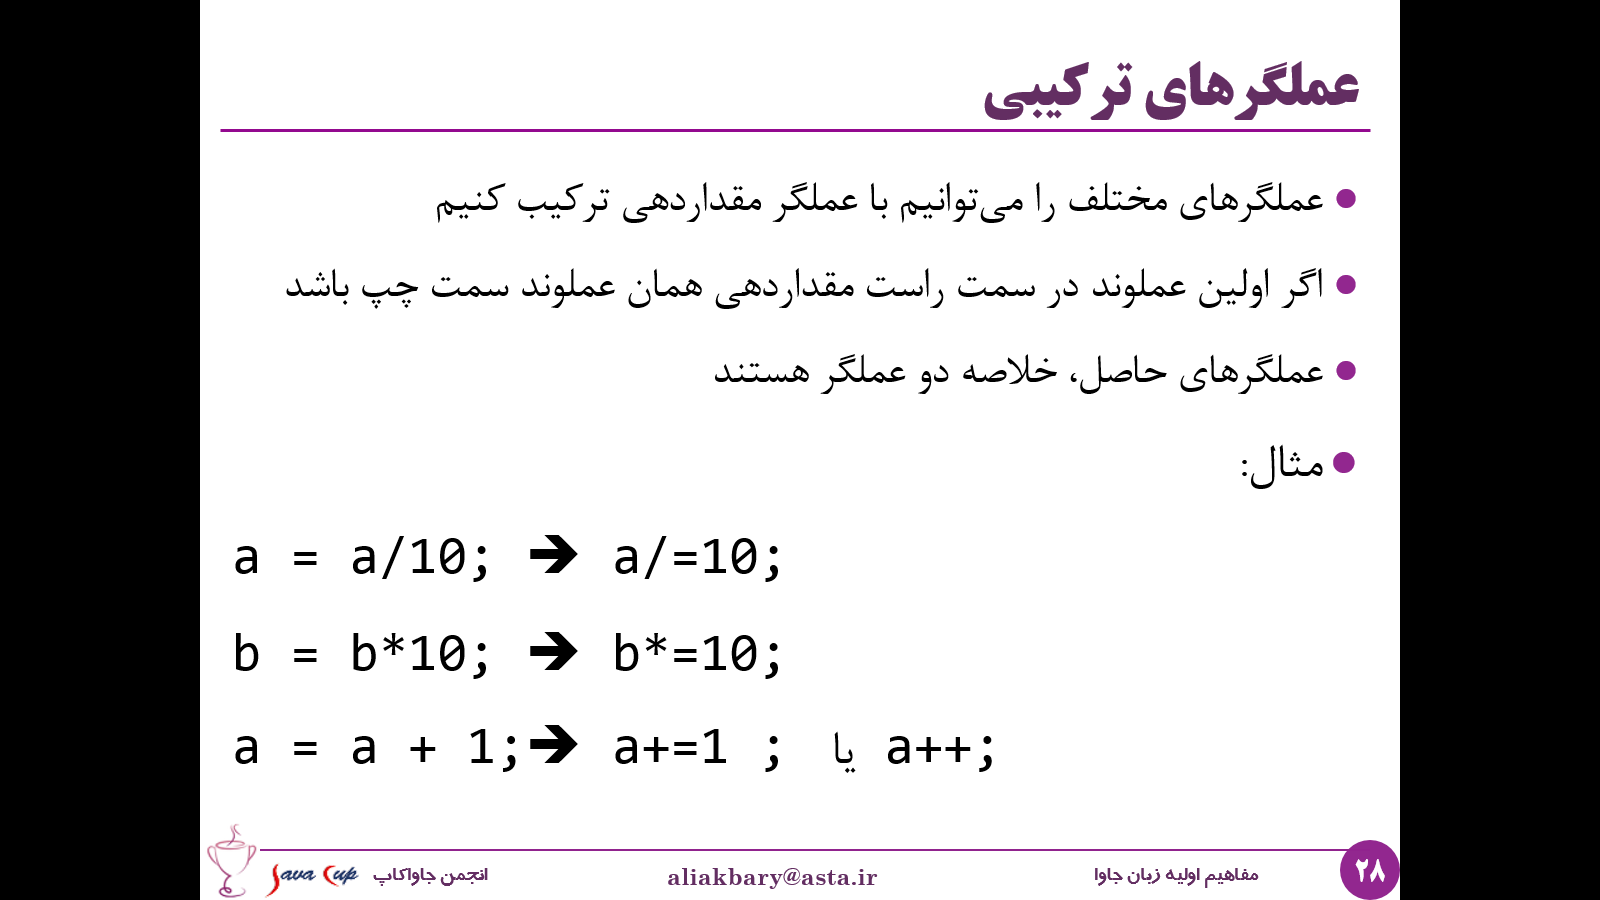 عملگرهای ترکیبی
عملگرهای مختلف را می‌توانیم با عملگر مقداردهی ترکیب کنیم
اگر اولین عملوند در سمت راست مقداردهی همان عملوند سمت چپ باشد
عملگرهای حاصل، خلاصه دو عملگر هستند
مثال:
a = a/10; ➔ a/=10;
b = b*10; ➔ b*=10;
a = a + 1;➔ a+=1 ; یا a++;
۲۸
مفاهیم اولیه زبان جاوا
aliakbary@asta.ir
انجمن جاواکاپ
Java Cup